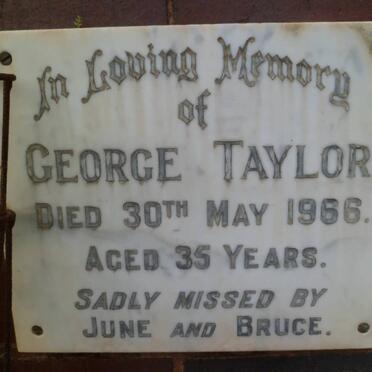 In Loving Memory
of
GEORGE TAYLOR
DIED 30TH MAY 1966.
AGED 35 YEARS.
SADLY MISSED BY
JUNE AND BRUCE.